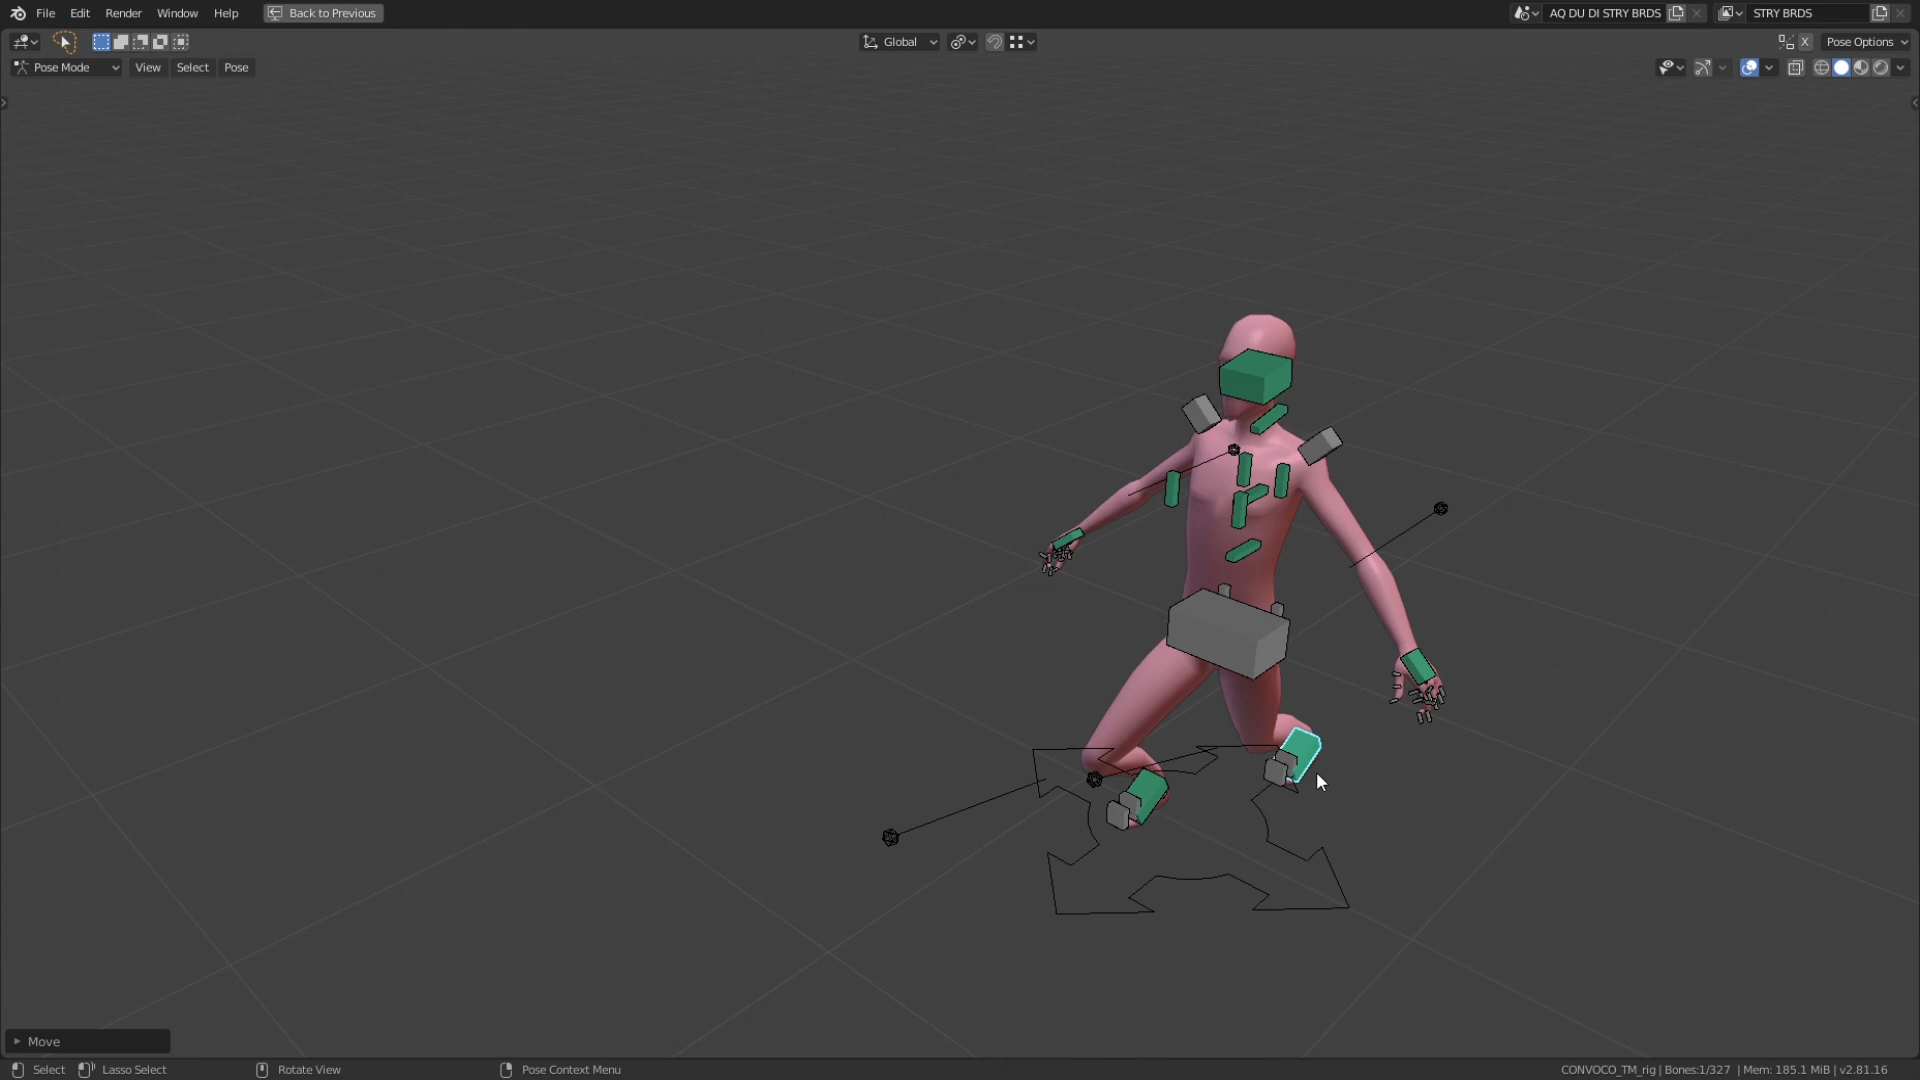 File Edit Render Window Help Back to Previous AQ DU DI STRY BRDS STRY BRDS
Global X Pose Options
Pose Mode View Select Pose
Move
Select Lasso Select Rotate View Pose Context Menu CONVOCO_TM_rig | Bones:1/327 | Mem: 185.1 MiB | v2.81.16